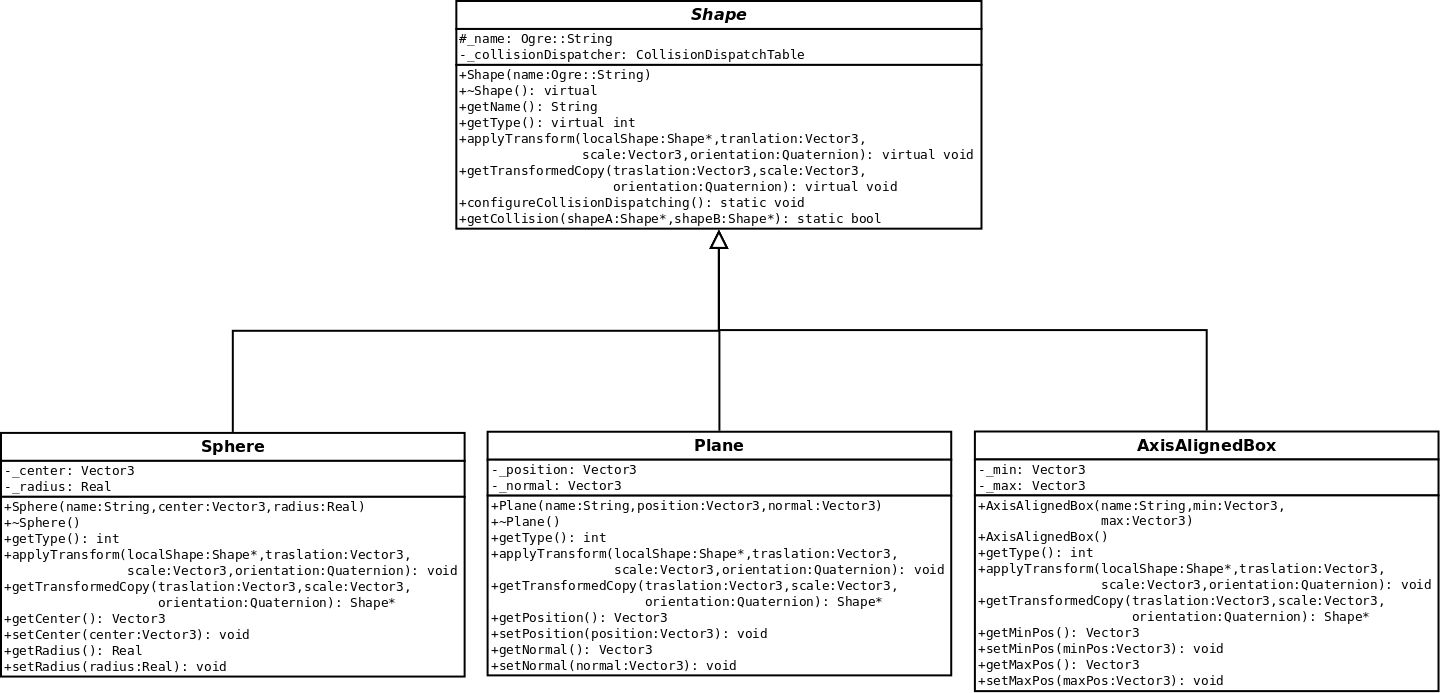 Shape
#_name: Ogre::String
-_collisionDispatcher: CollisionDispatchTable
+Shape(name:Ogre::String)
+~Shape(): virtual
+getName(): String
+getType(): virtual int
+applyTransform(localShape:Shape*,tranlation:Vector3,
scale:Vector3,orientation:Quaternion): virtual void
+getTransformedCopy(traslation:Vector3,scale:Vector3,
orientation:Quaternion): virtual void
+configureCollisionDispatching(): static void
+getCollision(shapeA:Shape*,shapeB:Shape*): static bool
Sphere
-_center: Vector3
-_radius: Real
+Sphere(name:String,center:Vector3,radius:Real)
+~Sphere()
+getType(): int
+applyTransform(localShape:Shape*,traslation:Vector3,
scale:Vector3,orientation:Quaternion): void
+getTransformedCopy(traslation:Vector3,scale:Vector3,
orientation:Quaternion): Shape*
+getCenter(): Vector3
+setCenter(center:Vector3): void
+getRadius(): Real
+setRadius(radius:Real): void
Plane
-_position: Vector3
-_normal: Vector3
+Plane(name:String,position:Vector3,normal:Vector3)
+~Plane()
+getType(): int
+applyTransform(localShape:Shape*,traslation:Vector3,
scale:Vector3,orientation:Quaternion): void
+getTransformedCopy(traslation:Vector3,scale:Vector3,
orientation:Quaternion): Shape*
+getPosition(): Vector3
+setPosition(position:Vector3): void
+getNormal(): Vector3
+setNormal(normal:Vector3): void
AxisAlignedBox
-_min: Vector3
-_max: Vector3
+AxisAlignedBox(name:String,min:Vector3,
max:Vector3)
+AxisAlignedBox()
+getType(): int
+applyTransform(localShape:Shape*,traslation:Vector3,
scale:Vector3,orientation:Quaternion): void
+getTransformedCopy(traslation:Vector3,scale:Vector3,
orientation:Quaternion): Shape*
+getMinPos(): Vector3
+setMinPos(minPos:Vector3): void
+getMaxPos(): Vector3
+setMaxPos(maxPos:Vector3): void